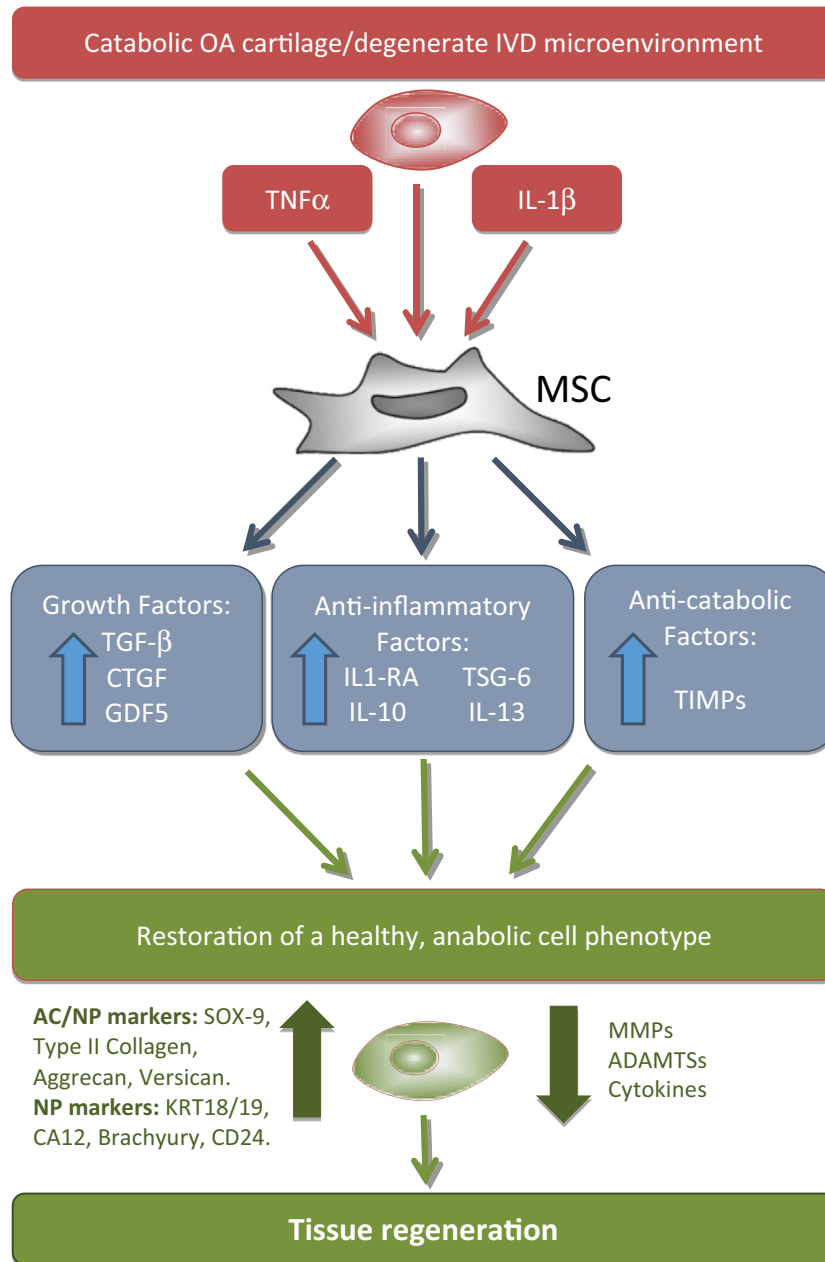 Catabolic OA cartilage/degenerate IVD microenvironment
TNFα
IL-1β
MSC
Growth Factors:
TGF-β
CTGF
GDF5
Anti-inflammatory
Factors:
IL1-RA TSG-6
IL-10 IL-13
Anti-catabolic
Factors:
TIMPs
Restoration of a healthy, anabolic cell phenotype
AC/NP markers: SOX-9,
Type II Collagen,
Aggrecan, Versican.
NP markers: KRT18/19,
CA12, Brachyury, CD24.
MMPs
ADAMTSs
Cytokines
Tissue regeneration